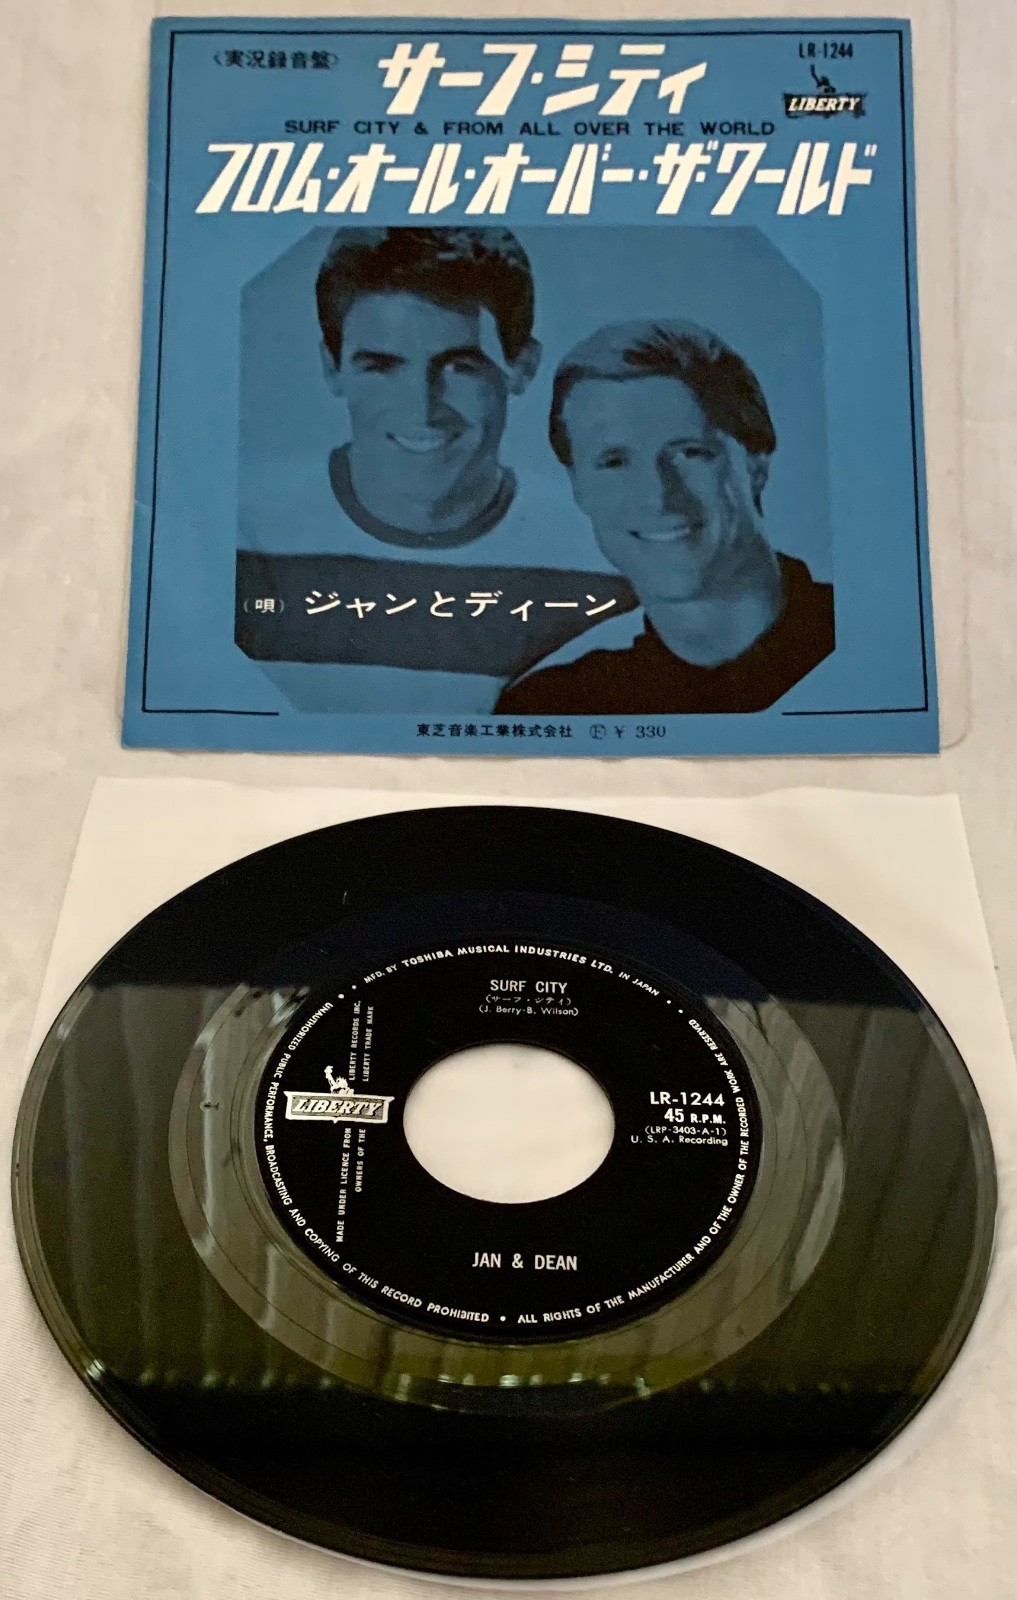 〈実況録音盤〉
LR-1244
サーフ・シティ
LIBERTY
SURF CITY & FROM ALL OVER THE WORLD
フロム・オール・オーバー・ザ・ワールド
(唄) ジャンとディーン
東芝音楽工業株式会社 Ⓕ ¥ 330
MFD. BY TOSHIBA MUSICAL INDUSTRIES LTD. IN JAPAN
SURF CITY
(サーフ・シティ)
(J. Berry-B. Wilson)
LIBERTY
MADE UNDER LICENCE FROM LIBERTY RECORDS INC.
OWNERS OF THE LIBERTY TRADE MARK
LR-1244
45 R.P.M.
(LRP-3403-A-1)
U. S. A. Recording
JAN & DEAN
UNAUTHORIZED PUBLIC PERFORMANCE, BROADCASTING AND COPYING OF THIS RECORD PROHIBITED • ALL RIGHTS OF THE MANUFACTURER AND OF THE OWNER OF THE RECORDED WORK ARE RESERVED